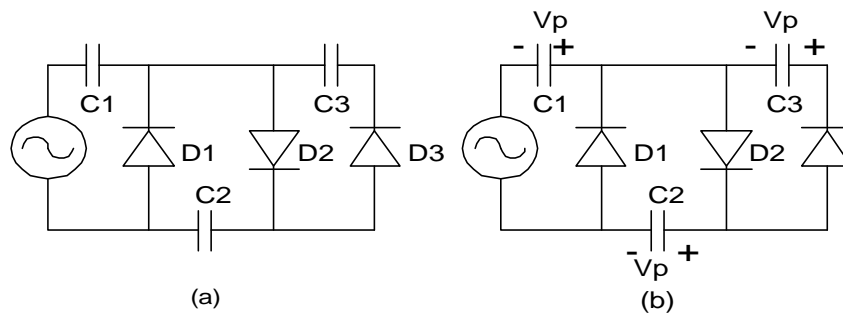 Vp Vp
- + - +
C1 C3 C1 C3
D1 D2 D3 D1 D2
C2 C2
- +
Vp
(a) (b)